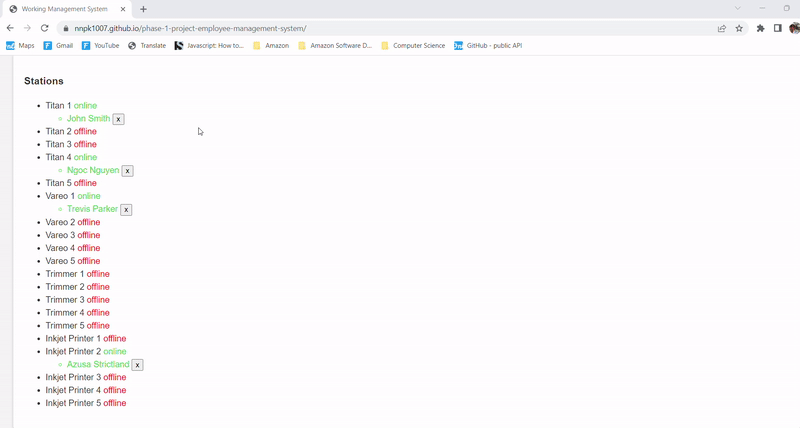 Working Management System
nnpk1007.github.io/phase-1-project-employee-management-system/
Maps Gmail YouTube Translate Javascript: How to... Amazon Amazon Software D... Computer Science GitHub - public API
Stations
Titan 1 online
John Smith x
Titan 2 offline
Titan 3 offline
Titan 4 online
Ngoc Nguyen x
Titan 5 offline
Vareo 1 online
Trevis Parker x
Vareo 2 offline
Vareo 3 offline
Vareo 4 offline
Vareo 5 offline
Trimmer 1 offline
Trimmer 2 offline
Trimmer 3 offline
Trimmer 4 offline
Trimmer 5 offline
Inkjet Printer 1 offline
Inkjet Printer 2 online
Azusa Strictland x
Inkjet Printer 3 offline
Inkjet Printer 4 offline
Inkjet Printer 5 offline